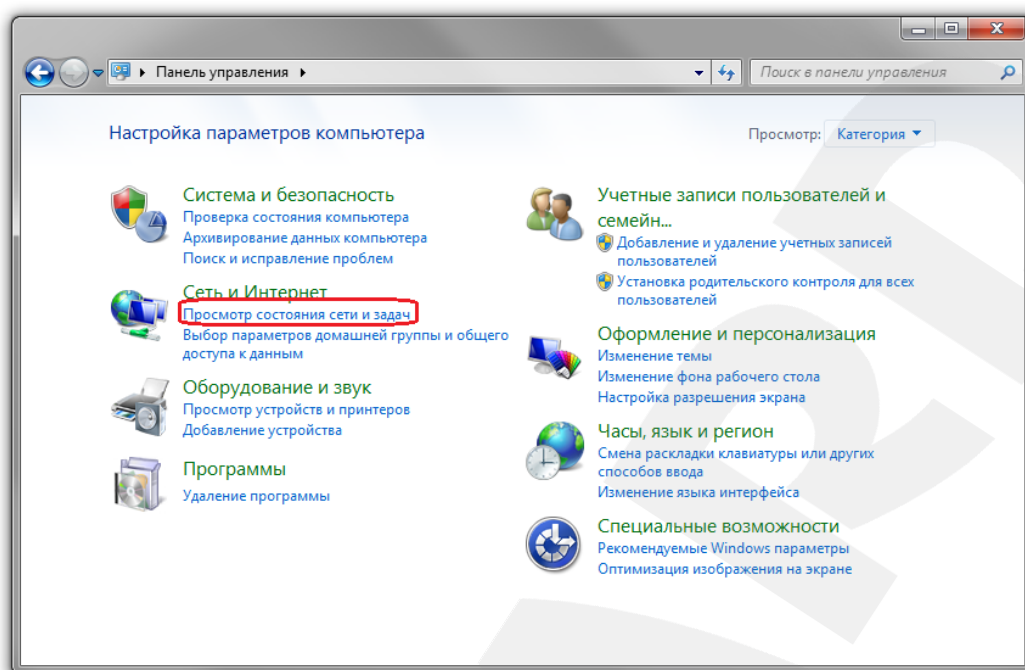 Панель управления
Поиск в панели управления
Настройка параметров компьютера
Просмотр: Категория
Система и безопасность
Проверка состояния компьютера
Архивирование данных компьютера
Поиск и исправление проблем
Сеть и Интернет
Просмотр состояния сети и задач
Выбор параметров домашней группы и общего
доступа к данным
Оборудование и звук
Просмотр устройств и принтеров
Добавление устройства
Программы
Удаление программы
Учетные записи пользователей и
семейн...
Добавление и удаление учетных записей
пользователей
Установка родительского контроля для всех
пользователей
Оформление и персонализация
Изменение темы
Изменение фона рабочего стола
Настройка разрешения экрана
Часы, язык и регион
Смена раскладки клавиатуры или других
способов ввода
Изменение языка интерфейса
Специальные возможности
Рекомендуемые Windows параметры
Оптимизация изображения на экране